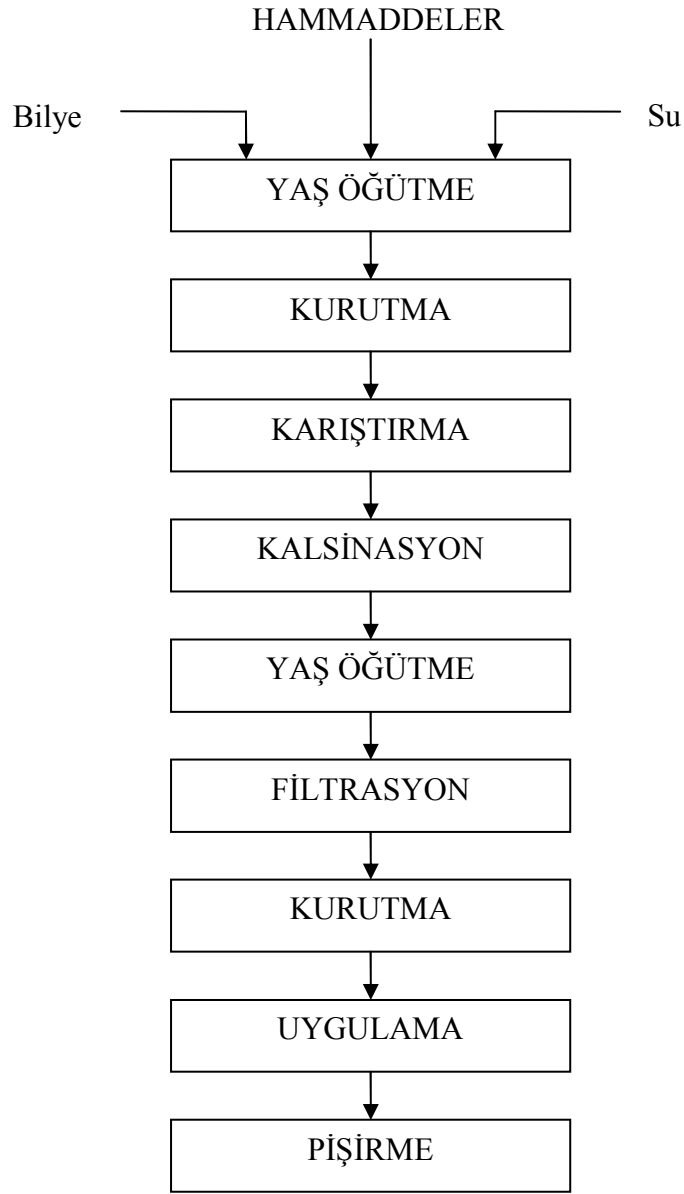 HAMMADDELER
Bilye
Su
YAŞ ÖĞÜTME
KURUTMA
KARIŞTIRMA
KALSİNASYON
YAŞ ÖĞÜTME
FİLTRASYON
KURUTMA
UYGULAMA
PİŞİRME